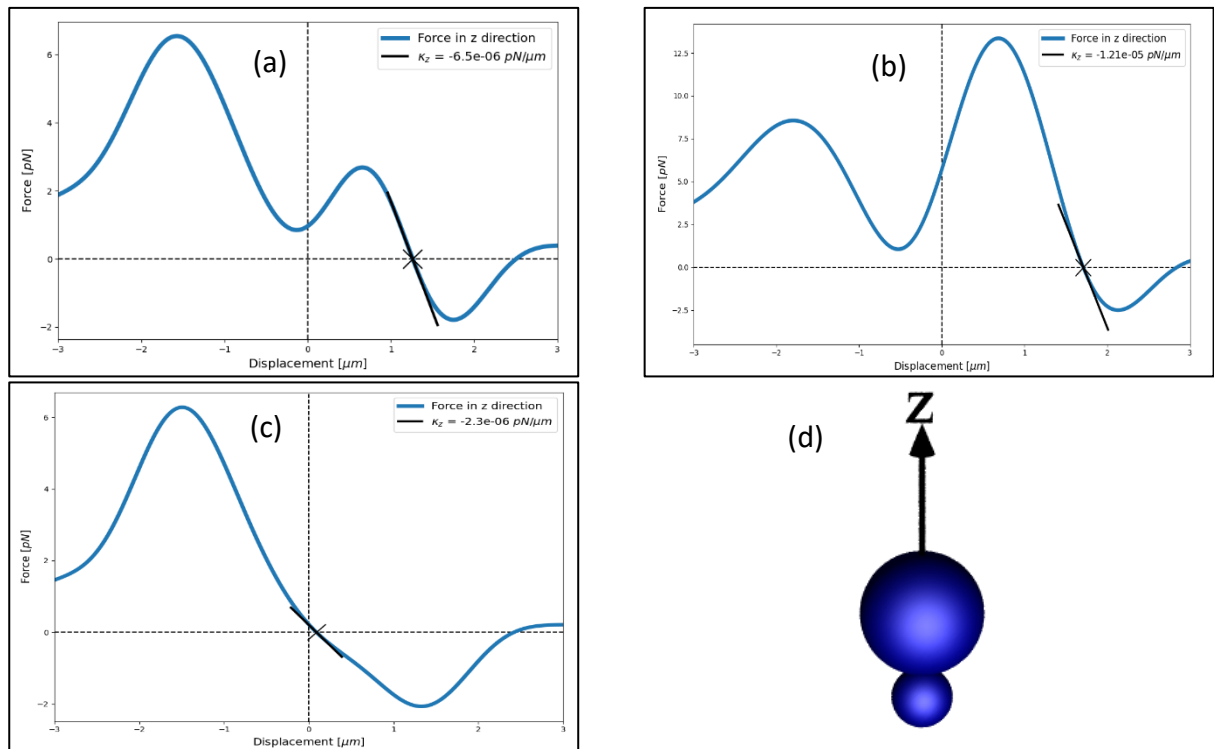 (a)
Force in z direction
κz = -6.5e-06 pN/μm
Force [pN]
6
4
2
0
−2
−3
−2
−1
0
1
2
3
Displacement [μm]
(b)
Force in z direction
κz = -1.21e-05 pN/μm
Force [pN]
12.5
10.0
7.5
5.0
2.5
0.0
−2.5
−3
−2
−1
0
1
2
3
Displacement [μm]
(c)
Force in z direction
κz = -2.3e-06 pN/μm
Force [pN]
6
4
2
0
−2
−3
−2
−1
0
1
2
3
Displacement [μm]
(d)
Z